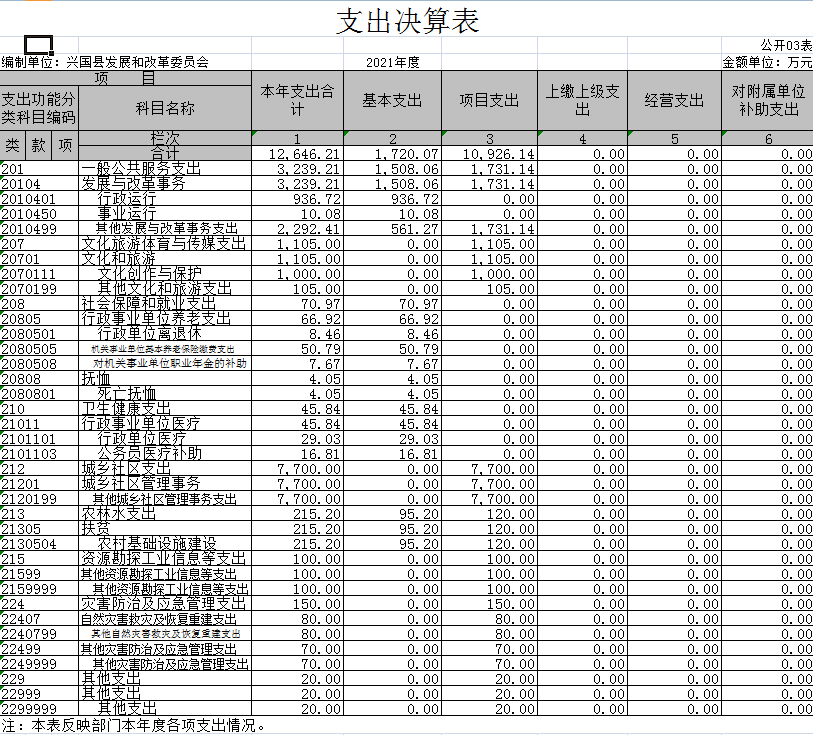 支出决算表
公开03表
编制单位：兴国县发展和改革委员会 2021年度 金额单位：万元
项 目 本年支出合计 基本支出 项目支出 上缴上级支出 经营支出 对附属单位补助支出
支出功能分类科目编码 科目名称
类 款 项 栏次 1 2 3 4 5 6
合计 12,646.21 1,720.07 10,926.14 0.00 0.00 0.00
201 一般公共服务支出 3,239.21 1,508.06 1,731.14 0.00 0.00 0.00
20104 发展与改革事务 3,239.21 1,508.06 1,731.14 0.00 0.00 0.00
2010401 行政运行 936.72 936.72 0.00 0.00 0.00 0.00
2010450 事业运行 10.08 10.08 0.00 0.00 0.00 0.00
2010499 其他发展与改革事务支出 2,292.41 561.27 1,731.14 0.00 0.00 0.00
207 文化旅游体育与传媒支出 1,105.00 0.00 1,105.00 0.00 0.00 0.00
20701 文化和旅游 1,105.00 0.00 1,105.00 0.00 0.00 0.00
2070111 文化创作与保护 1,000.00 0.00 1,000.00 0.00 0.00 0.00
2070199 其他文化和旅游支出 105.00 0.00 105.00 0.00 0.00 0.00
208 社会保障和就业支出 70.97 70.97 0.00 0.00 0.00 0.00
20805 行政事业单位养老支出 66.92 66.92 0.00 0.00 0.00 0.00
2080501 行政单位离退休 8.46 8.46 0.00 0.00 0.00 0.00
2080505 机关事业单位基本养老保险缴费支出 50.79 50.79 0.00 0.00 0.00 0.00
2080508 对机关事业单位职业年金的补助 7.67 7.67 0.00 0.00 0.00 0.00
20808 抚恤 4.05 4.05 0.00 0.00 0.00 0.00
2080801 死亡抚恤 4.05 4.05 0.00 0.00 0.00 0.00
210 卫生健康支出 45.84 45.84 0.00 0.00 0.00 0.00
21011 行政事业单位医疗 45.84 45.84 0.00 0.00 0.00 0.00
2101101 行政单位医疗 29.03 29.03 0.00 0.00 0.00 0.00
2101103 公务员医疗补助 16.81 16.81 0.00 0.00 0.00 0.00
212 城乡社区支出 7,700.00 0.00 7,700.00 0.00 0.00 0.00
21201 城乡社区管理事务 7,700.00 0.00 7,700.00 0.00 0.00 0.00
2120199 其他城乡社区管理事务支出 7,700.00 0.00 7,700.00 0.00 0.00 0.00
213 农林水支出 215.20 95.20 120.00 0.00 0.00 0.00
21305 扶贫 215.20 95.20 120.00 0.00 0.00 0.00
2130504 农村基础设施建设 215.20 95.20 120.00 0.00 0.00 0.00
215 资源勘探工业信息等支出 100.00 0.00 100.00 0.00 0.00 0.00
21599 其他资源勘探工业信息等支出 100.00 0.00 100.00 0.00 0.00 0.00
2159999 其他资源勘探工业信息等支出 100.00 0.00 100.00 0.00 0.00 0.00
224 灾害防治及应急管理支出 150.00 0.00 150.00 0.00 0.00 0.00
22407 自然灾害救灾及恢复重建支出 80.00 0.00 80.00 0.00 0.00 0.00
2240799 其他自然灾害救灾及恢复重建支出 80.00 0.00 80.00 0.00 0.00 0.00
22499 其他灾害防治及应急管理支出 70.00 0.00 70.00 0.00 0.00 0.00
2249999 其他灾害防治及应急管理支出 70.00 0.00 70.00 0.00 0.00 0.00
229 其他支出 20.00 0.00 20.00 0.00 0.00 0.00
22999 其他支出 20.00 0.00 20.00 0.00 0.00 0.00
2299999 其他支出 20.00 0.00 20.00 0.00 0.00 0.00
注：本表反映部门本年度各项支出情况。